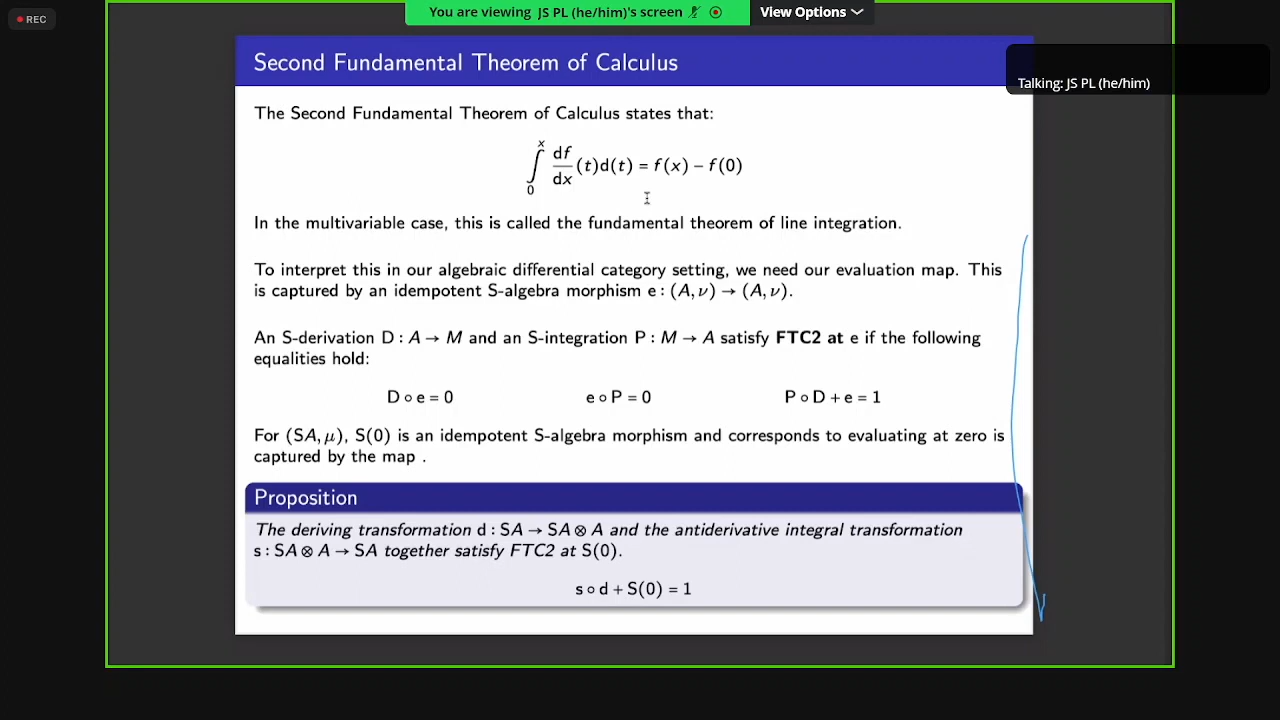 REC
You are viewing JS PL (he/him)'s screen
View Options
Talking: JS PL (he/him)
Second Fundamental Theorem of Calculus
The Second Fundamental Theorem of Calculus states that:
∫₀ˣ df/dx (t)d(t) = f(x) − f(0)
In the multivariable case, this is called the fundamental theorem of line integration.
To interpret this in our algebraic differential category setting, we need our evaluation map. This
is captured by an idempotent S-algebra morphism e : (A, ν) → (A, ν).
An S-derivation D : A → M and an S-integration P : M → A satisfy FTC2 at e if the following
equalities hold:
D ∘ e = 0 e ∘ P = 0 P ∘ D + e = 1
For (SA, μ), S(0) is an idempotent S-algebra morphism and corresponds to evaluating at zero is
captured by the map .
Proposition
The deriving transformation d : SA → SA ⊗ A and the antiderivative integral transformation
s : SA ⊗ A → SA together satisfy FTC2 at S(0).
s ∘ d + S(0) = 1